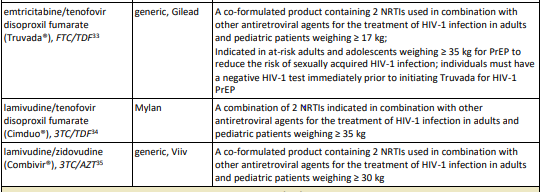 emtricitabine/tenofovir generic, Gilead A co-formulated product containing 2 NRTIs used in combination with
disoproxil fumarate other antiretroviral agents for the treatment of HIV-1 infection in adults
(Truvada®), FTC/TDF33 and pediatric patients weighing ≥ 17 kg;
Indicated in at-risk adults and adolescents weighing ≥ 35 kg for PrEP to
reduce the risk of sexually acquired HIV-1 infection; individuals must have
a negative HIV-1 test immediately prior to initiating Truvada for HIV-1
PrEP
lamivudine/tenofovir Mylan A combination of 2 NRTIs indicated in combination with other
disoproxil fumarate antiretroviral agents for the treatment of HIV-1 infection in adults and
(Cimduo®), 3TC/TDF34 pediatric patients weighing ≥ 35 kg
lamivudine/zidovudine generic, Viiv A co-formulated product containing 2 NRTIs used in combination with
(Combivir®), 3TC/AZT35 other antiretroviral agents for the treatment of HIV-1 infection in adults
and pediatric patients weighing ≥ 30 kg